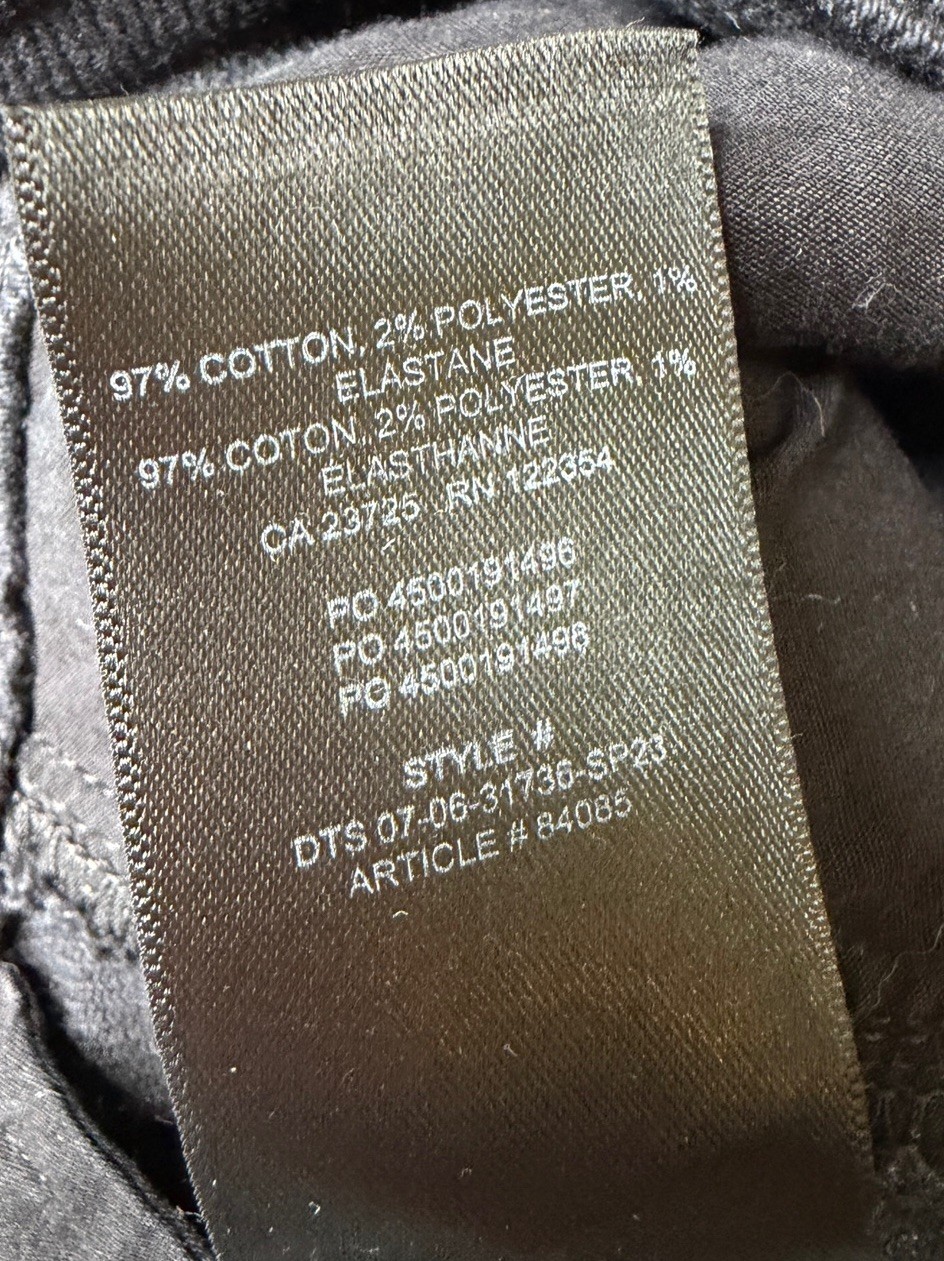 97% COTTON, 2% POLYESTER, 1%
ELASTANE
97% COTON, 2% POLYESTER, 1%
ELASTHANNE
CA 23725 RN 122354
PO 4500191496
PO 4500191497
PO 4500191498
STYLE #
DTS 07-06-31736-SP23
ARTICLE # 84085